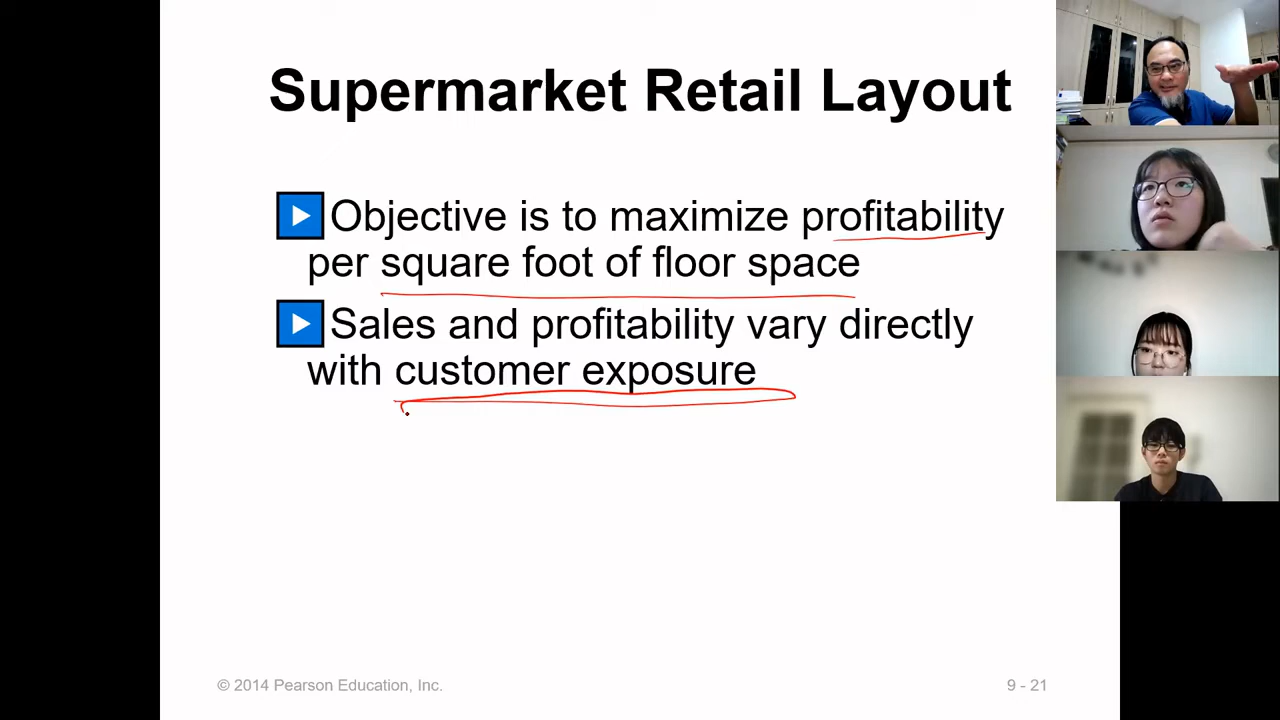 Supermarket Retail Layout
Objective is to maximize profitability
per square foot of floor space
Sales and profitability vary directly
with customer exposure
© 2014 Pearson Education, Inc.
9 - 21